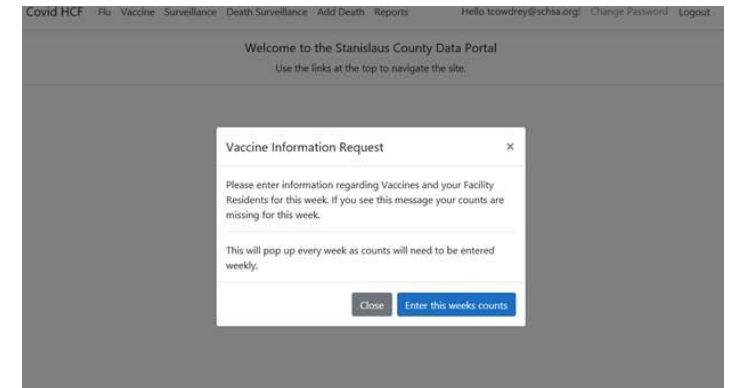 Covid HCF Flu Vaccine Surveillance Death Surveillance Add Death Reports Hello tcowdrey@schsa.org! Change Password Logout
Welcome to the Stanislaus County Data Portal
Use the links at the top to navigate the site.
Vaccine Information Request ×
Please enter information regarding Vaccines and your Facility
Residents for this week. If you see this message your counts are
missing for this week.
This will pop up every week as counts will need to be entered
weekly.
Close Enter this weeks counts